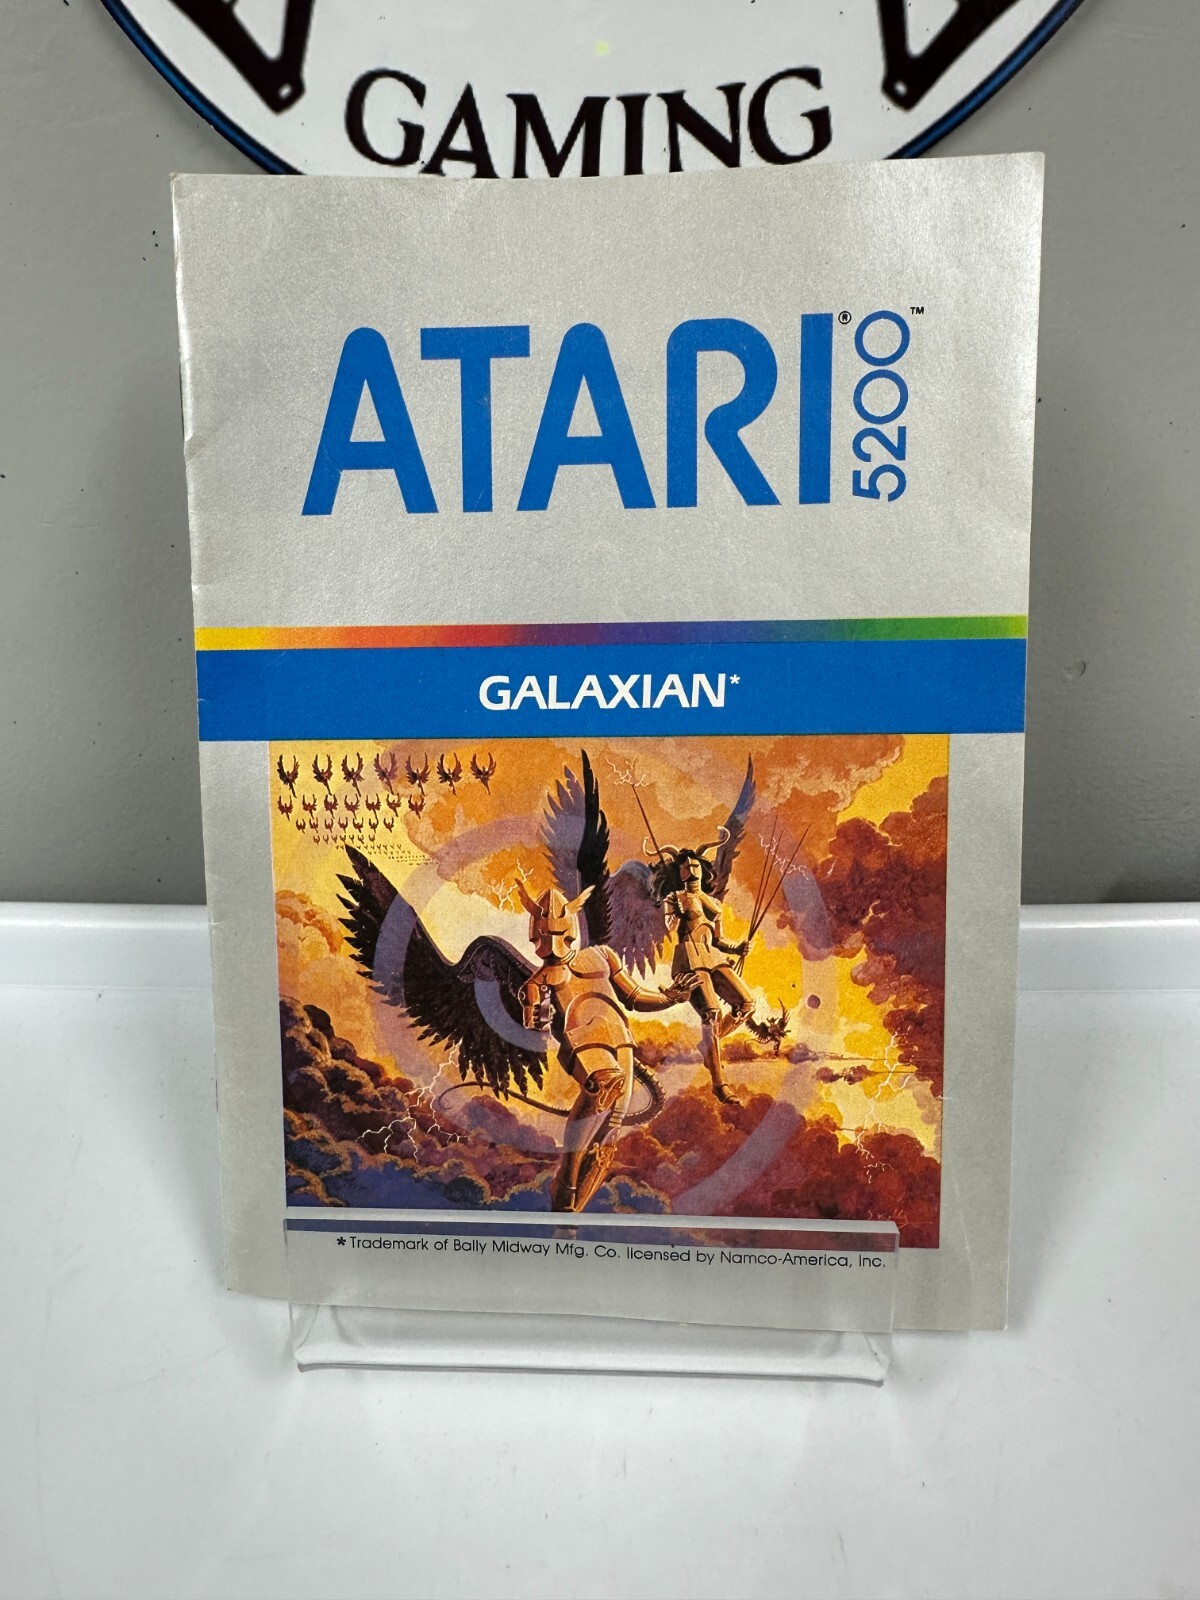 GAMING
ATARI® 5200™
GALAXIAN*
* Trademark of Bally Midway Mfg. Co. licensed by Namco-America, Inc.